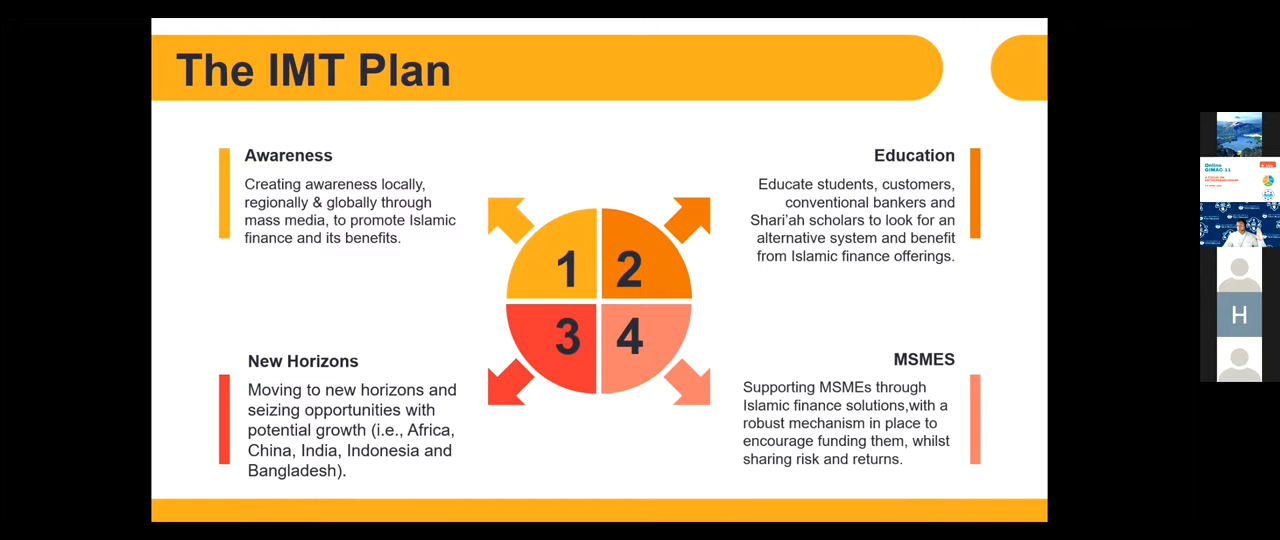 The IMT Plan
Awareness
Creating awareness locally,
regionally & globally through
mass media, to promote Islamic
finance and its benefits.
Education
Educate students, customers,
conventional bankers and
Shari'ah scholars to look for an
alternative system and benefit
from Islamic finance offerings.
1
2
3
4
New Horizons
Moving to new horizons and
seizing opportunities with
potential growth (i.e., Africa,
China, India, Indonesia and
Bangladesh).
MSMES
Supporting MSMEs through
Islamic finance solutions,with a
robust mechanism in place to
encourage funding them, whilst
sharing risk and returns.
Online
GIMAC 11
H